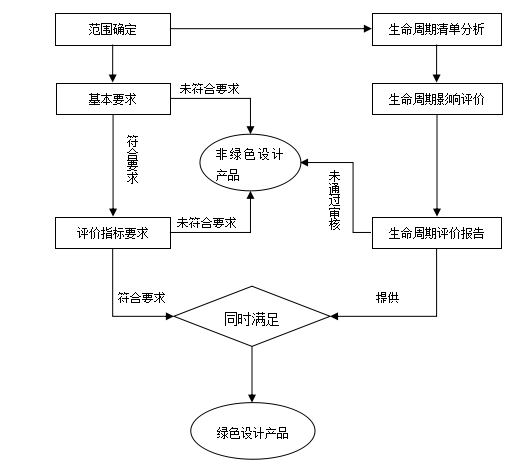 范围确定
生命周期清单分析
基本要求
未符合要求
生命周期影响评价
符合要求
非绿色设计
产品
未通过审核
评价指标要求
未符合要求
生命周期评价报告
符合要求
提供
同时满足
绿色设计产品